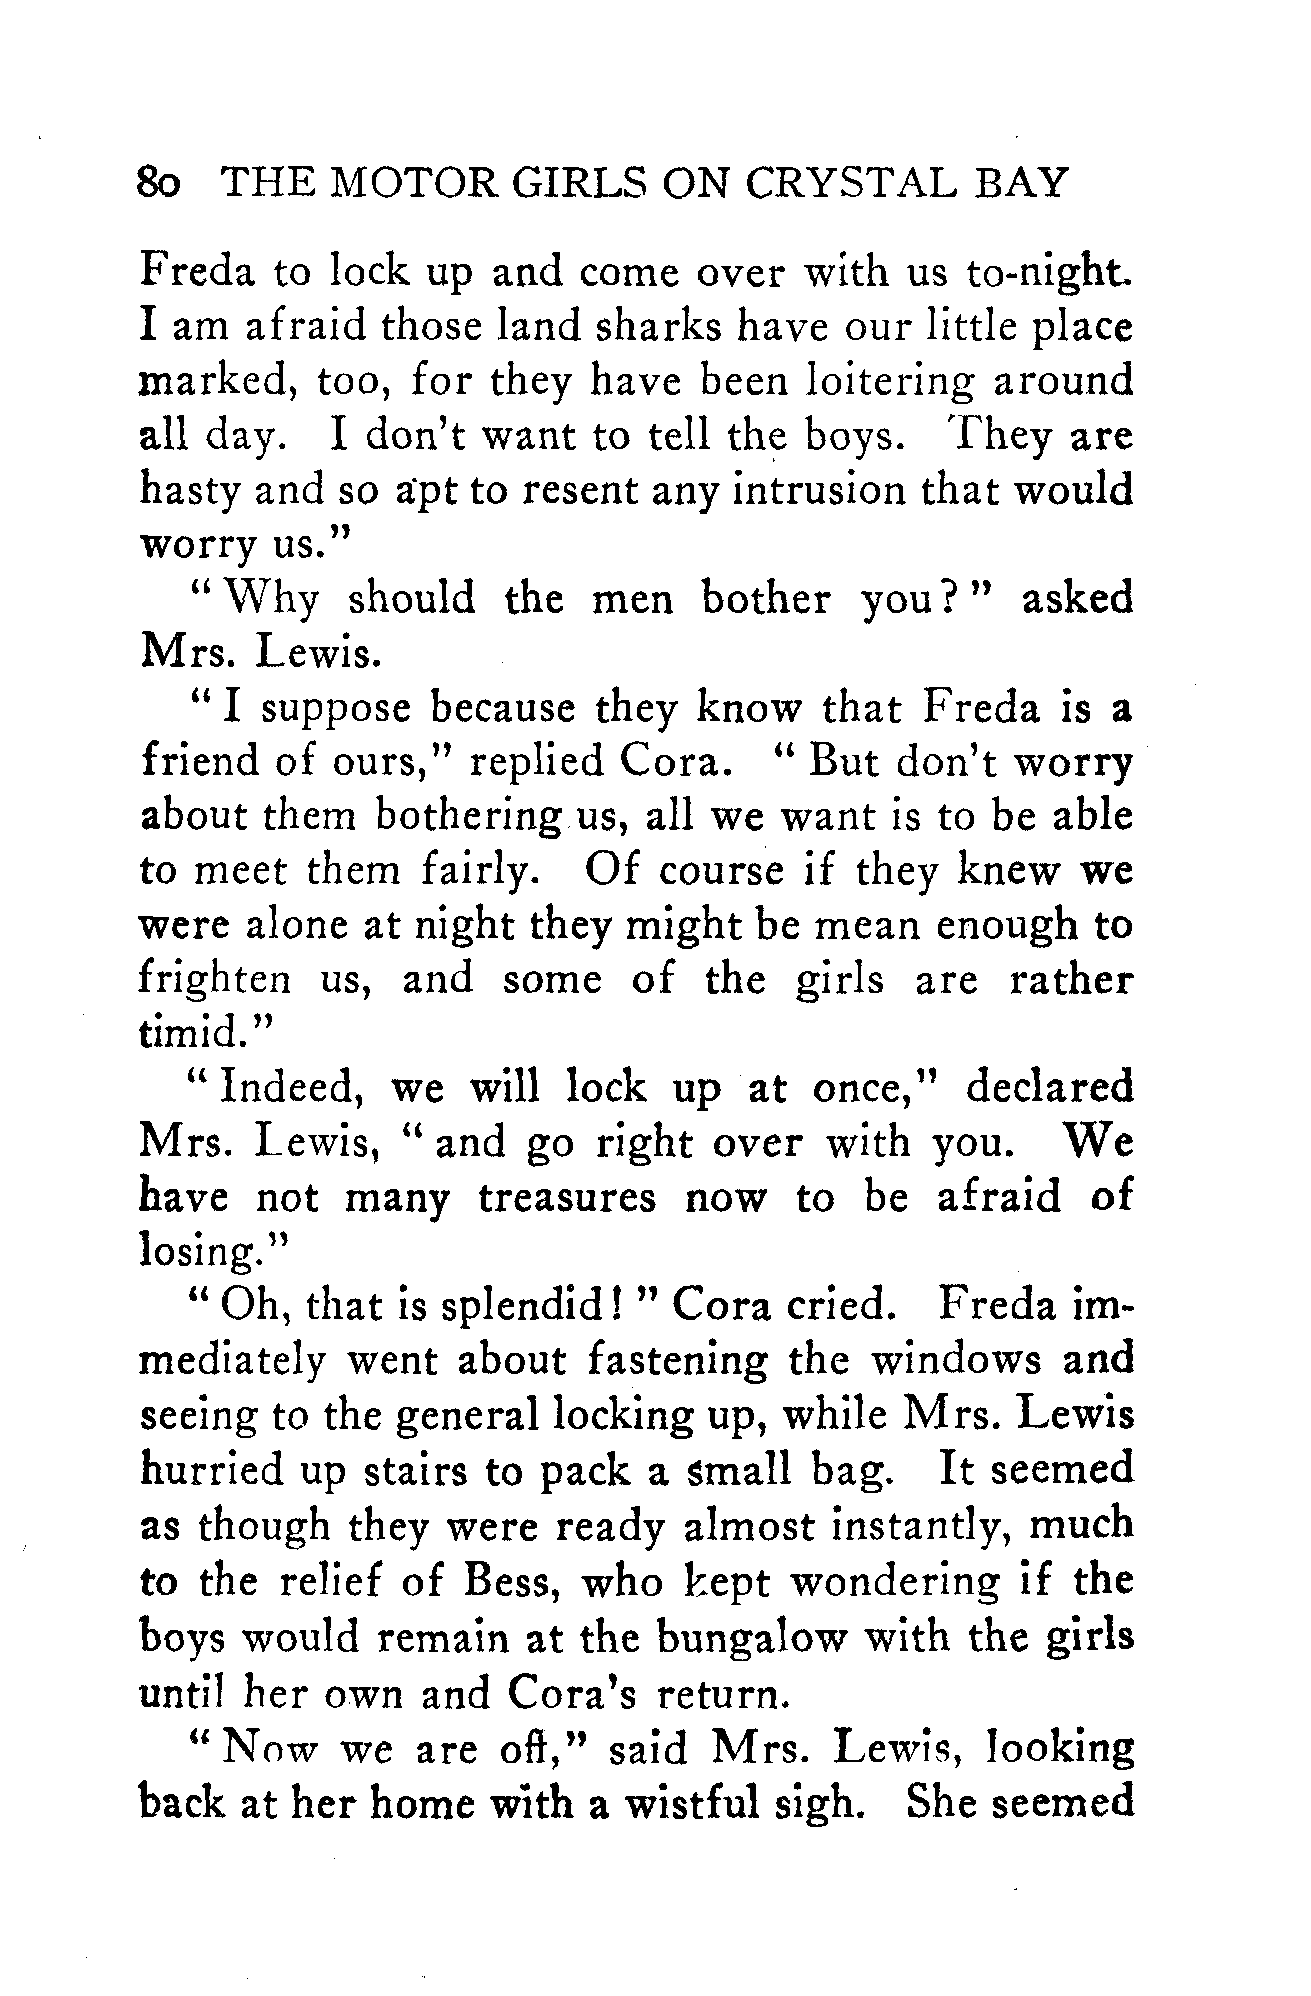 80 THE MOTOR GIRLS ON CRYSTAL BAY
Freda to lock up and come over with us to-night.
I am afraid those land sharks have our little place
marked, too, for they have been loitering around
all day. I don't want to tell the boys. They are
hasty and so apt to resent any intrusion that would
worry us."
" Why should the men bother you? " asked
Mrs. Lewis.
" I suppose because they know that Freda is a
friend of ours," replied Cora. " But don't worry
about them bothering us, all we want is to be able
to meet them fairly. Of course if they knew we
were alone at night they might be mean enough to
frighten us, and some of the girls are rather
timid."
" Indeed, we will lock up at once," declared
Mrs. Lewis, " and go right over with you. We
have not many treasures now to be afraid of
losing."
" Oh, that is splendid! " Cora cried. Freda im-
mediately went about fastening the windows and
seeing to the general locking up, while Mrs. Lewis
hurried up stairs to pack a small bag. It seemed
as though they were ready almost instantly, much
to the relief of Bess, who kept wondering if the
boys would remain at the bungalow with the girls
until her own and Cora's return.
" Now we are off," said Mrs. Lewis, looking
back at her home with a wistful sigh. She seemed